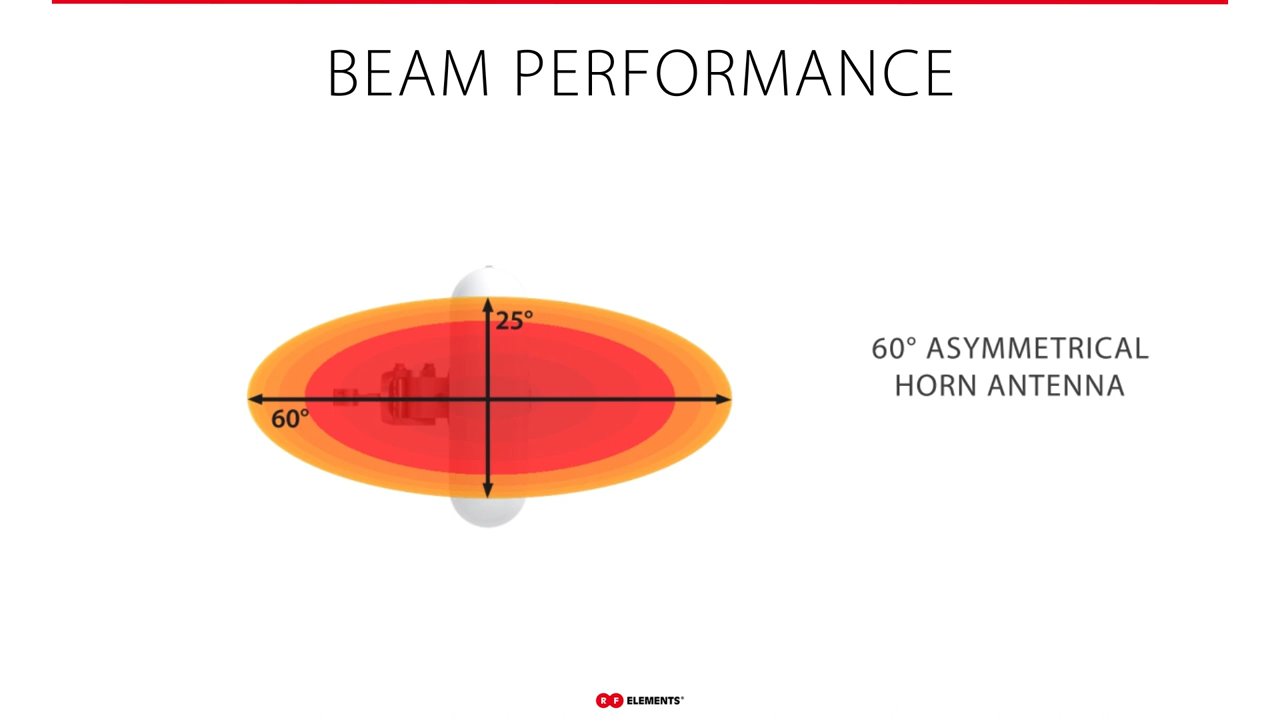 BEAM PERFORMANCE
25°
60°
60° ASYMMETRICAL
HORN ANTENNA
RF ELEMENTS®